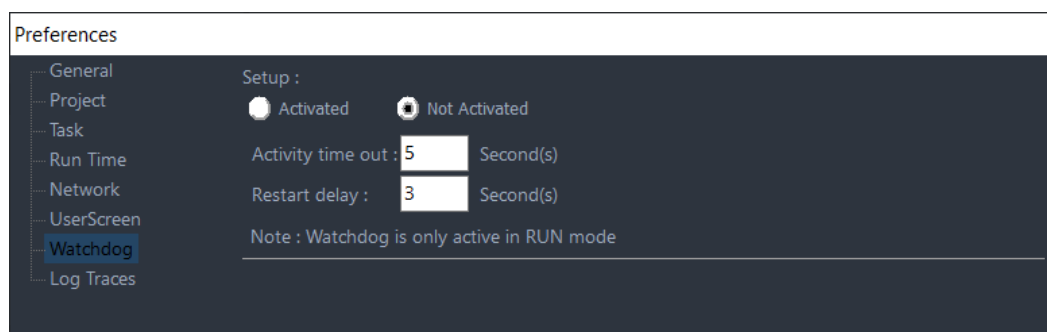 Preferences
General
Project
Task
Run Time
Network
UserScreen
Watchdog
Log Traces
Setup :
Activated Not Activated
Activity time out : 5 Second(s)
Restart delay : 3 Second(s)
Note : Watchdog is only active in RUN mode